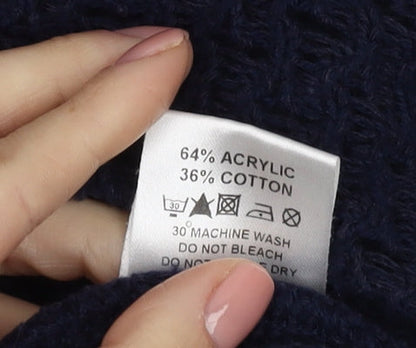 64% ACRYLIC
36% COTTON
30
30° MACHINE WASH
DO NOT BLEACH
DO NOT DRY